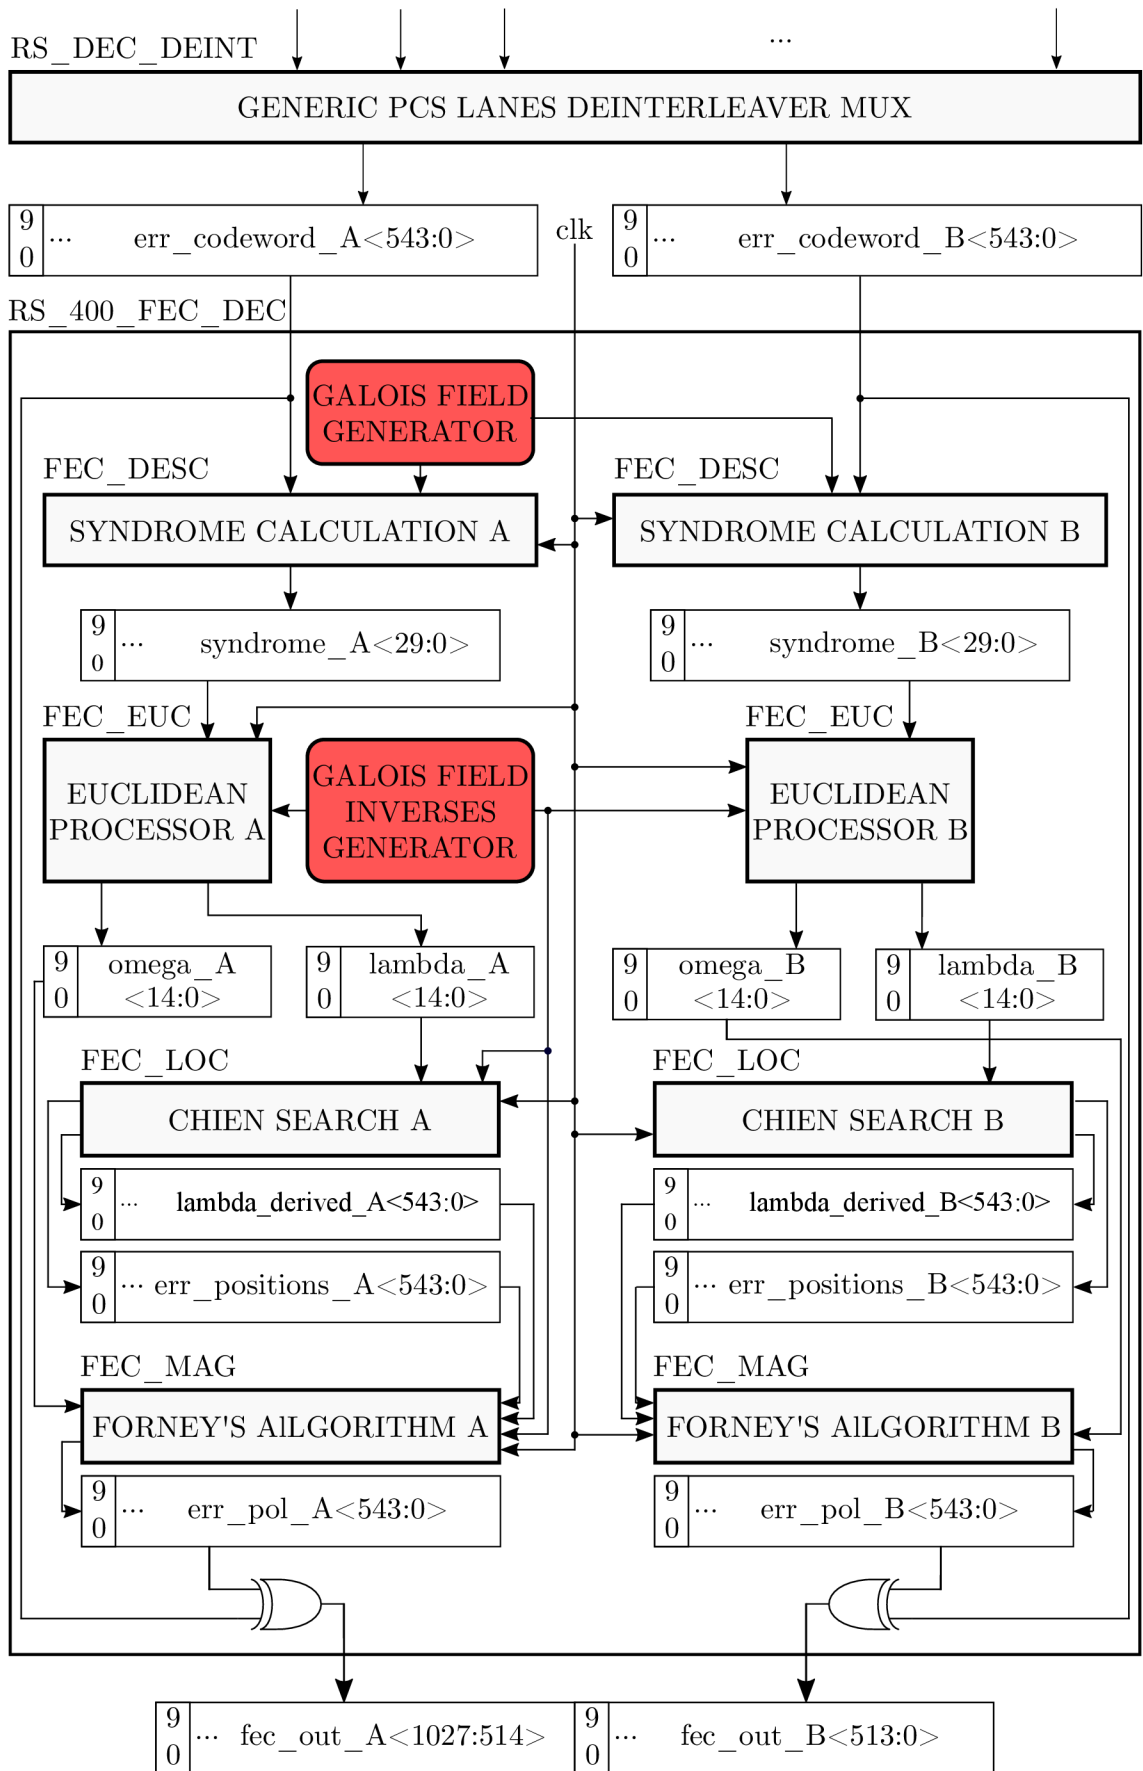 RS_DEC_DEINT
...
GENERIC PCS LANES DEINTERLEAVER MUX
9
0
... err_codeword_A<543:0>
clk
9
0
... err_codeword_B<543:0>
RS_400_FEC_DEC
GALOIS FIELD
GENERATOR
FEC_DESC
FEC_DESC
SYNDROME CALCULATION A
SYNDROME CALCULATION B
9
0
... syndrome_A<29:0>
9
0
... syndrome_B<29:0>
FEC_EUC
FEC_EUC
EUCLIDEAN
PROCESSOR A
GALOIS FIELD
INVERSES
GENERATOR
EUCLIDEAN
PROCESSOR B
9
0
omega_A
<14:0>
9
0
lambda_A
<14:0>
9
0
omega_B
<14:0>
9
0
lambda_B
<14:0>
FEC_LOC
FEC_LOC
CHIEN SEARCH A
CHIEN SEARCH B
9
0
... lambda_derived_A<543:0>
9
0
... lambda_derived_B<543:0>
9
0
... err_positions_A<543:0>
9
0
... err_positions_B<543:0>
FEC_MAG
FEC_MAG
FORNEY'S AlLGORITHM A
FORNEY'S AlLGORITHM B
9
0
... err_pol_A<543:0>
9
0
... err_pol_B<543:0>
9
0
... fec_out_A<1027:514>
9
0
... fec_out_B<513:0>